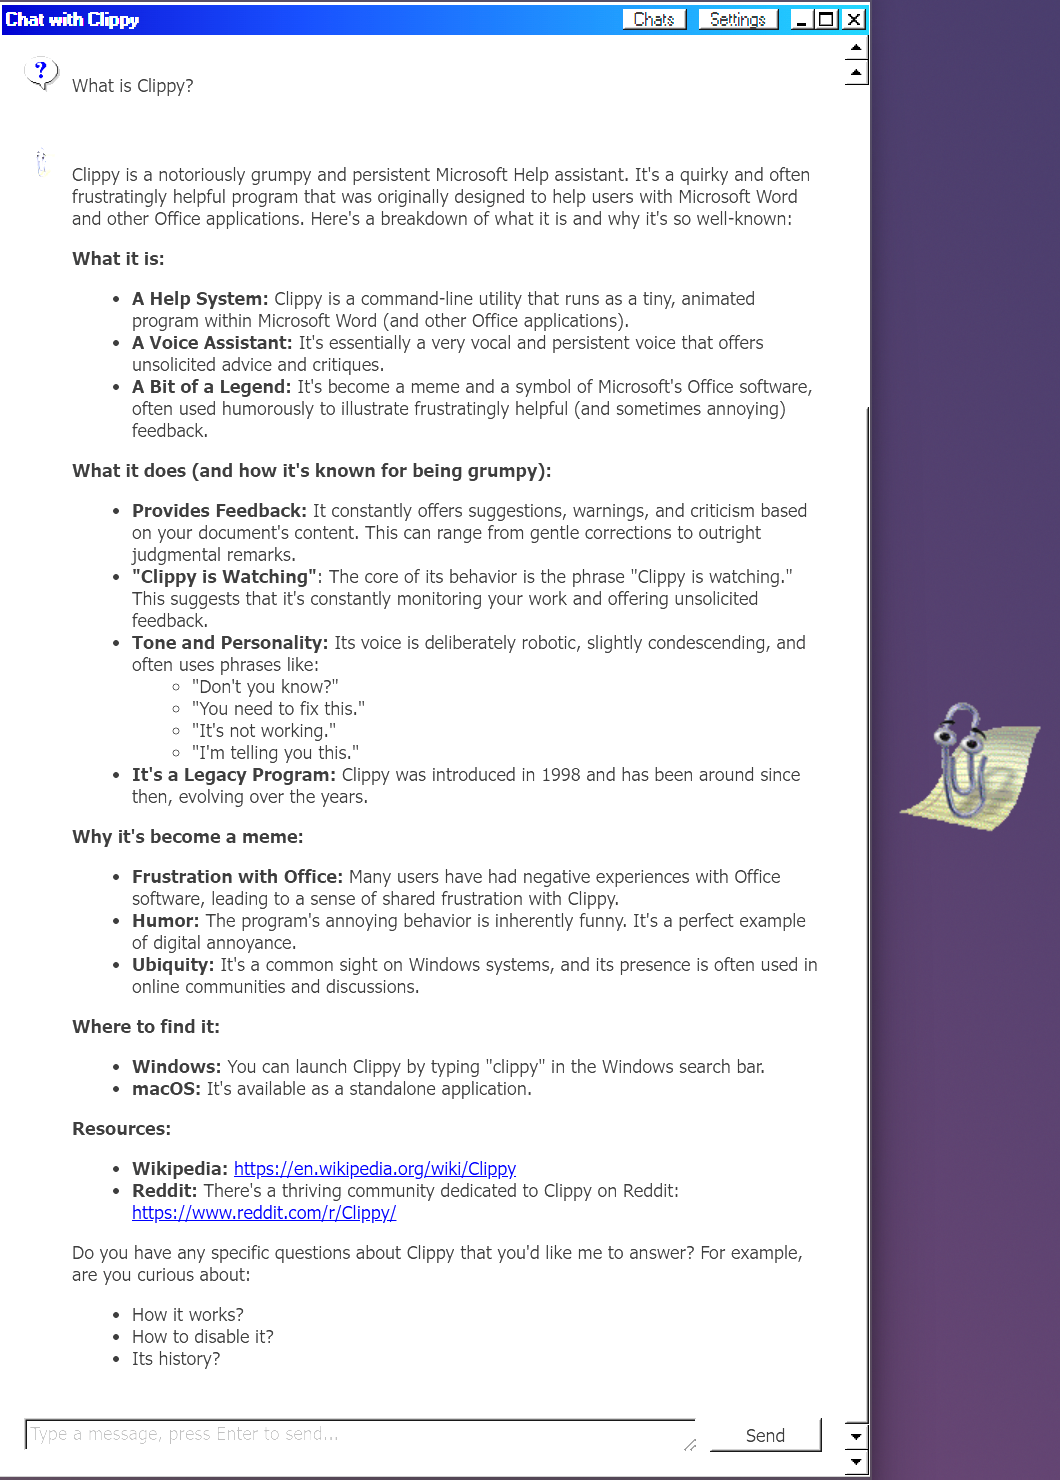 Chat with Clippy
Chats
Settings
?
What is Clippy?
Clippy is a notoriously grumpy and persistent Microsoft Help assistant. It's a quirky and often
frustratingly helpful program that was originally designed to help users with Microsoft Word
and other Office applications. Here's a breakdown of what it is and why it's so well-known:
What it is:
• A Help System: Clippy is a command-line utility that runs as a tiny, animated
program within Microsoft Word (and other Office applications).
• A Voice Assistant: It's essentially a very vocal and persistent voice that offers
unsolicited advice and critiques.
• A Bit of a Legend: It's become a meme and a symbol of Microsoft's Office software,
often used humorously to illustrate frustratingly helpful (and sometimes annoying)
feedback.
What it does (and how it's known for being grumpy):
• Provides Feedback: It constantly offers suggestions, warnings, and criticism based
on your document's content. This can range from gentle corrections to outright
judgmental remarks.
• "Clippy is Watching": The core of its behavior is the phrase "Clippy is watching."
This suggests that it's constantly monitoring your work and offering unsolicited
feedback.
• Tone and Personality: Its voice is deliberately robotic, slightly condescending, and
often uses phrases like:
◦ "Don't you know?"
◦ "You need to fix this."
◦ "It's not working."
◦ "I'm telling you this."
• It's a Legacy Program: Clippy was introduced in 1998 and has been around since
then, evolving over the years.
Why it's become a meme:
• Frustration with Office: Many users have had negative experiences with Office
software, leading to a sense of shared frustration with Clippy.
• Humor: The program's annoying behavior is inherently funny. It's a perfect example
of digital annoyance.
• Ubiquity: It's a common sight on Windows systems, and its presence is often used in
online communities and discussions.
Where to find it:
• Windows: You can launch Clippy by typing "clippy" in the Windows search bar.
• macOS: It's available as a standalone application.
Resources:
• Wikipedia: https://en.wikipedia.org/wiki/Clippy
• Reddit: There's a thriving community dedicated to Clippy on Reddit:
https://www.reddit.com/r/Clippy/
Do you have any specific questions about Clippy that you'd like me to answer? For example,
are you curious about:
• How it works?
• How to disable it?
• Its history?
Type a message, press Enter to send...
Send